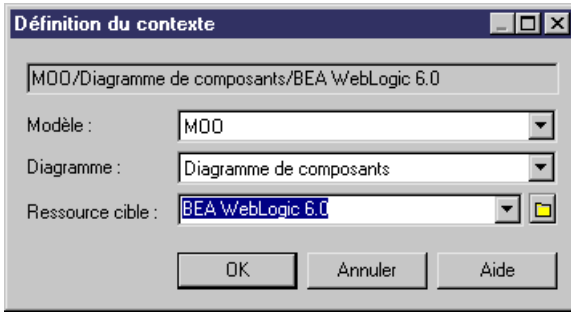 Définition du contexte
MOO/Diagramme de composants/BEA WebLogic 6.0
Modèle : MOO
Diagramme : Diagramme de composants
Ressource cible : BEA WebLogic 6.0
OK Annuler Aide